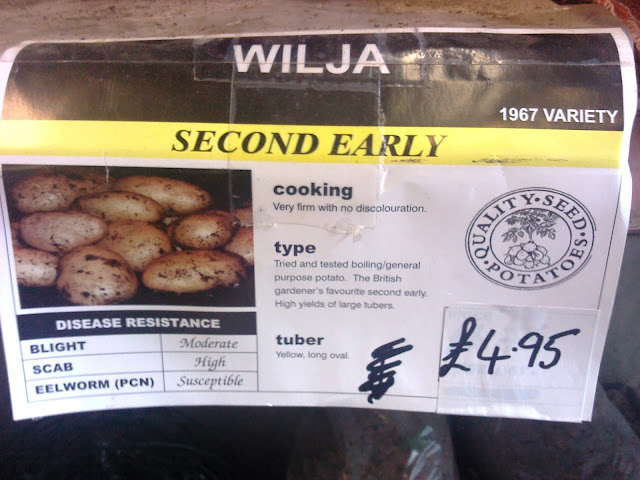 WILJA
1967 VARIETY
SECOND EARLY
cooking
Very firm with no discolouration.
type
Tried and tested boiling/general
purpose potato. The British
gardener's favourite second early.
High yields of large tubers.
tuber
Yellow, long oval.
QUALITY·SEED
·POTATOES·
£4.95
DISEASE RESISTANCE
BLIGHT Moderate
SCAB High
EELWORM (PCN) Susceptible